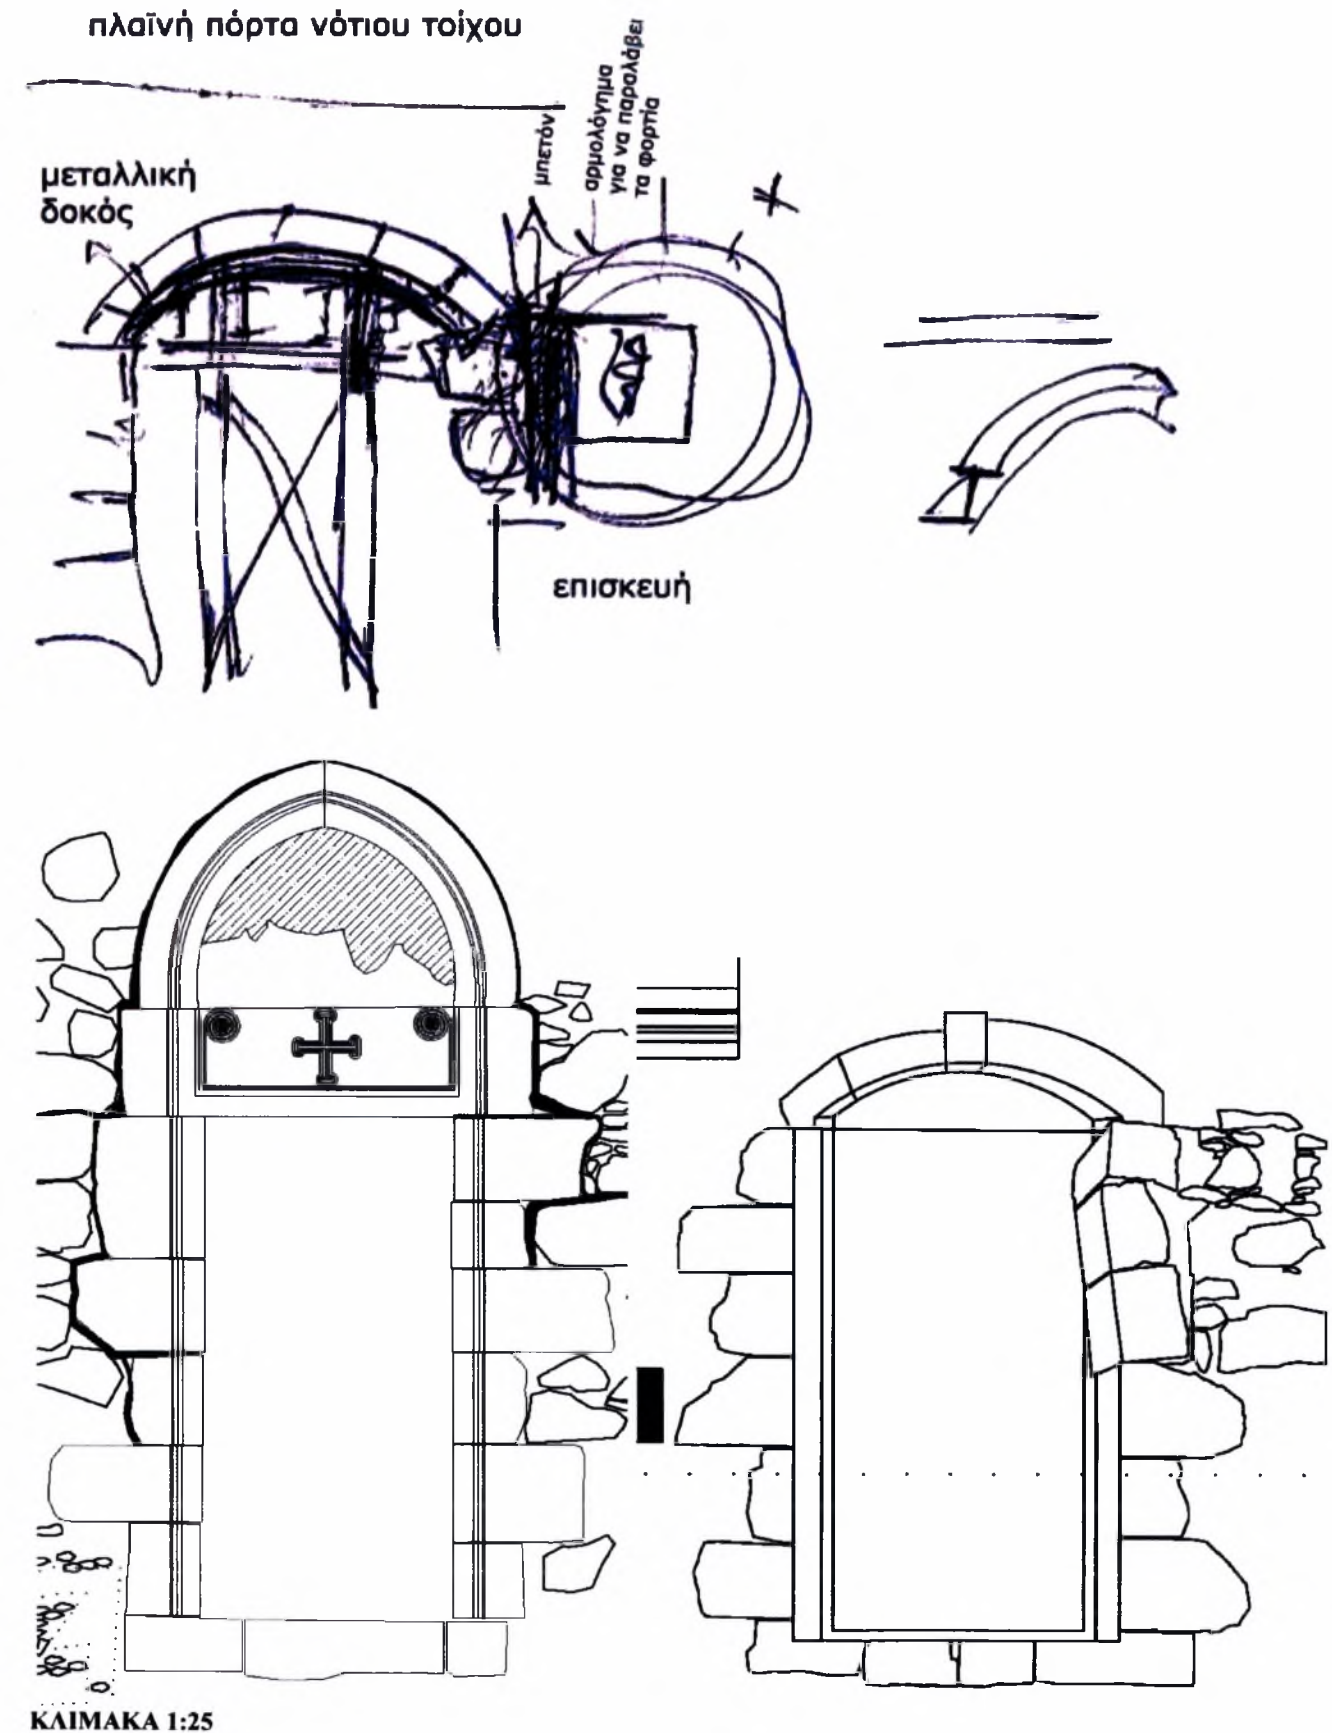 πλαϊνή πόρτα νότιου τοίχου
μεταλλική
δοκός
μπετόν
αρμολόγημα
για να παραλάβει
τα φορτία
επισκευή
ΚΛΙΜΑΚΑ 1:25